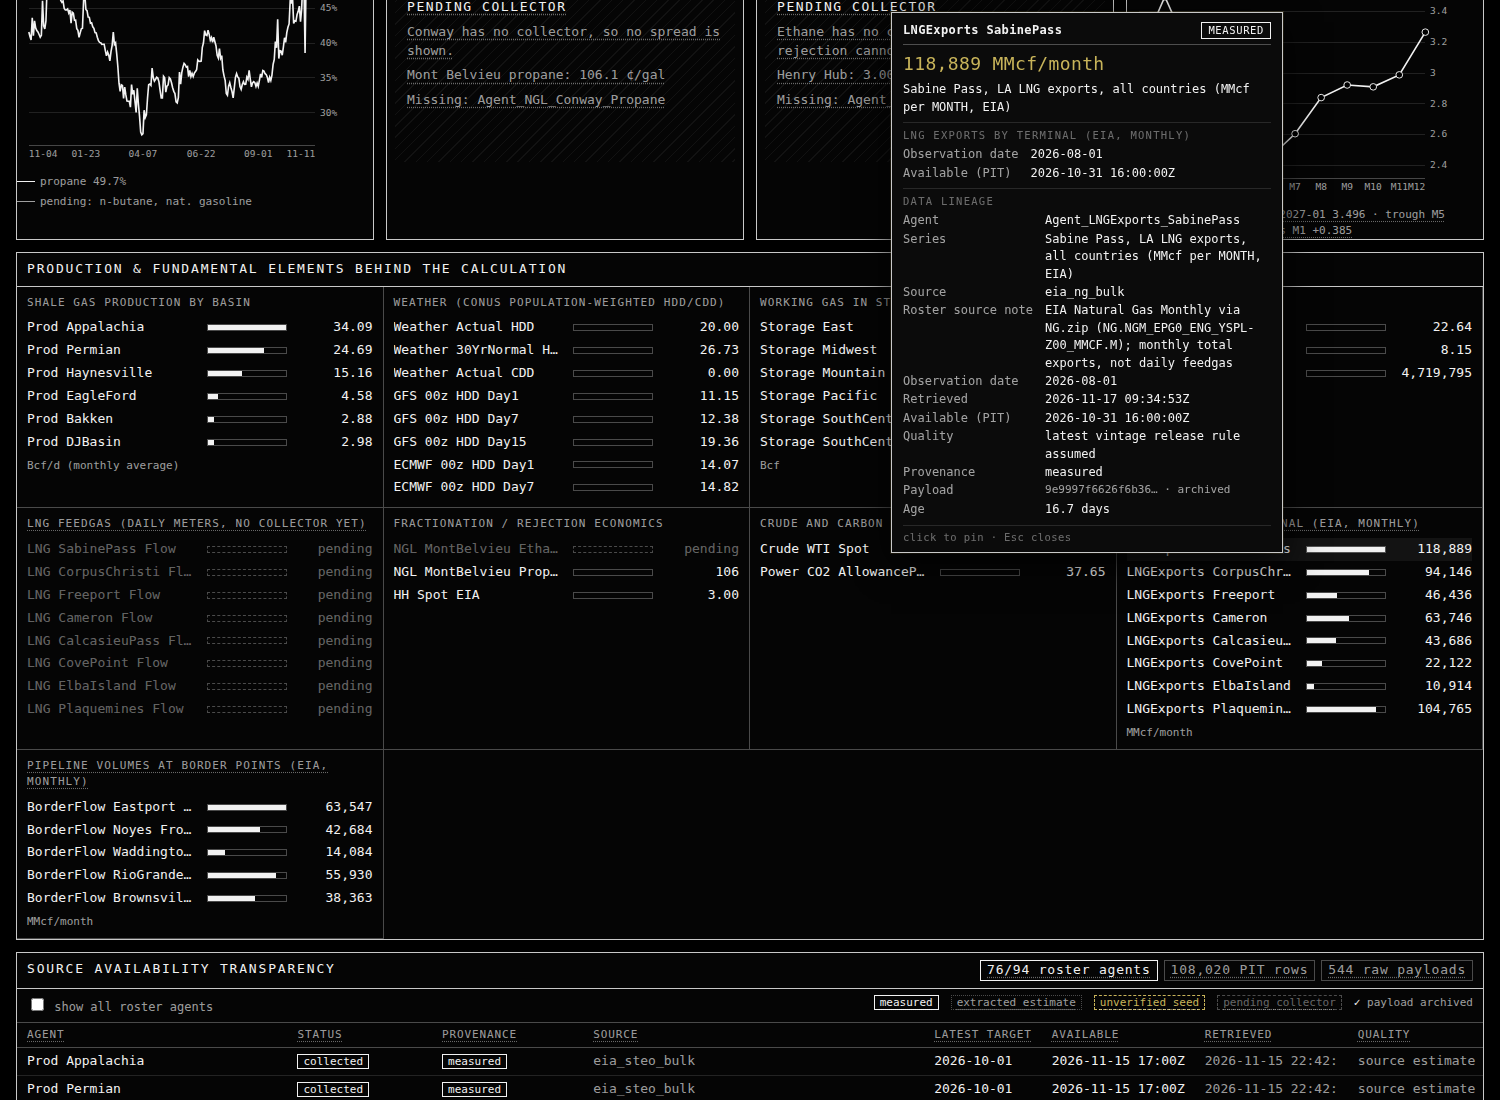 45%
40%
35%
30%
11-04 01-23 04-07 06-22 09-01 11-11
propane 49.7%
pending: n-butane, nat. gasoline
PENDING COLLECTOR
Conway has no collector, so no spread is
shown.
Mont Belvieu propane: 106.1 ¢/gal
Missing: Agent_NGL_Conway_Propane
PENDING COLLECTOR
Ethane has no
rejection
Henry Hub: 3.00
Missing: Agent
3.4
3.2
3
2.8
2.6
2.4
M7 M8 M9 M10 M11M12
2027-01 3.496 · trough M5
M1 +0.385
LNGExports SabinePass MEASURED
118,889 MMcf/month
Sabine Pass, LA LNG exports, all countries (MMcf
per MONTH, EIA)
LNG EXPORTS BY TERMINAL (EIA, MONTHLY)
Observation date 2026-08-01
Available (PIT) 2026-10-31 16:00:00Z
DATA LINEAGE
Agent Agent_LNGExports_SabinePass
Series Sabine Pass, LA LNG exports,
all countries (MMcf per MONTH,
EIA)
Source eia_ng_bulk
Roster source note EIA Natural Gas Monthly via
NG.zip (NG.NGM_EPG0_ENG_YSPL-
Z00_MMCF.M); monthly total
exports, not daily feedgas
Observation date 2026-08-01
Retrieved 2026-11-17 09:34:53Z
Available (PIT) 2026-10-31 16:00:00Z
Quality latest vintage release rule
assumed
Provenance measured
Payload 9e9997f6626f6b36… · archived
Age 16.7 days
click to pin · Esc closes
PRODUCTION & FUNDAMENTAL ELEMENTS BEHIND THE CALCULATION
SHALE GAS PRODUCTION BY BASIN
Prod Appalachia 34.09
Prod Permian 24.69
Prod Haynesville 15.16
Prod EagleFord 4.58
Prod Bakken 2.88
Prod DJBasin 2.98
Bcf/d (monthly average)
WEATHER (CONUS POPULATION-WEIGHTED HDD/CDD)
Weather Actual HDD 20.00
Weather 30YrNormal H… 26.73
Weather Actual CDD 0.00
GFS 00z HDD Day1 11.15
GFS 00z HDD Day7 12.38
GFS 00z HDD Day15 19.36
ECMWF 00z HDD Day1 14.07
ECMWF 00z HDD Day7 14.82
WORKING GAS IN ST
Storage East
Storage Midwest
Storage Mountain
Storage Pacific
Storage SouthCent
Storage SouthCent
Bcf
22.64
8.15
4,719,795
LNG FEEDGAS (DAILY METERS, NO COLLECTOR YET)
LNG SabinePass Flow pending
LNG CorpusChristi Fl… pending
LNG Freeport Flow pending
LNG Cameron Flow pending
LNG CalcasieuPass Fl… pending
LNG CovePoint Flow pending
LNG ElbaIsland Flow pending
LNG Plaquemines Flow pending
FRACTIONATION / REJECTION ECONOMICS
NGL MontBelvieu Etha… pending
NGL MontBelvieu Prop… 106
HH Spot EIA 3.00
CRUDE AND CARBON
Crude WTI Spot
Power CO2 AllowanceP… 37.65
NAL (EIA, MONTHLY)
s 118,889
LNGExports CorpusChr… 94,146
LNGExports Freeport 46,436
LNGExports Cameron 63,746
LNGExports Calcasieu… 43,686
LNGExports CovePoint 22,122
LNGExports ElbaIsland 10,914
LNGExports Plaquemin… 104,765
MMcf/month
PIPELINE VOLUMES AT BORDER POINTS (EIA,
MONTHLY)
BorderFlow Eastport … 63,547
BorderFlow Noyes Fro… 42,684
BorderFlow Waddingto… 14,084
BorderFlow RioGrande… 55,930
BorderFlow Brownsvil… 38,363
MMcf/month
SOURCE AVAILABILITY TRANSPARENCY 76/94 roster agents 108,020 PIT rows 544 raw payloads
show all roster agents measured extracted estimate unverified seed pending collector ✓ payload archived
AGENT STATUS PROVENANCE SOURCE LATEST TARGET AVAILABLE RETRIEVED QUALITY
Prod Appalachia collected measured eia_steo_bulk 2026-10-01 2026-11-15 17:00Z 2026-11-15 22:42: source estimate
Prod Permian collected measured eia_steo_bulk 2026-10-01 2026-11-15 17:00Z 2026-11-15 22:42: source estimate